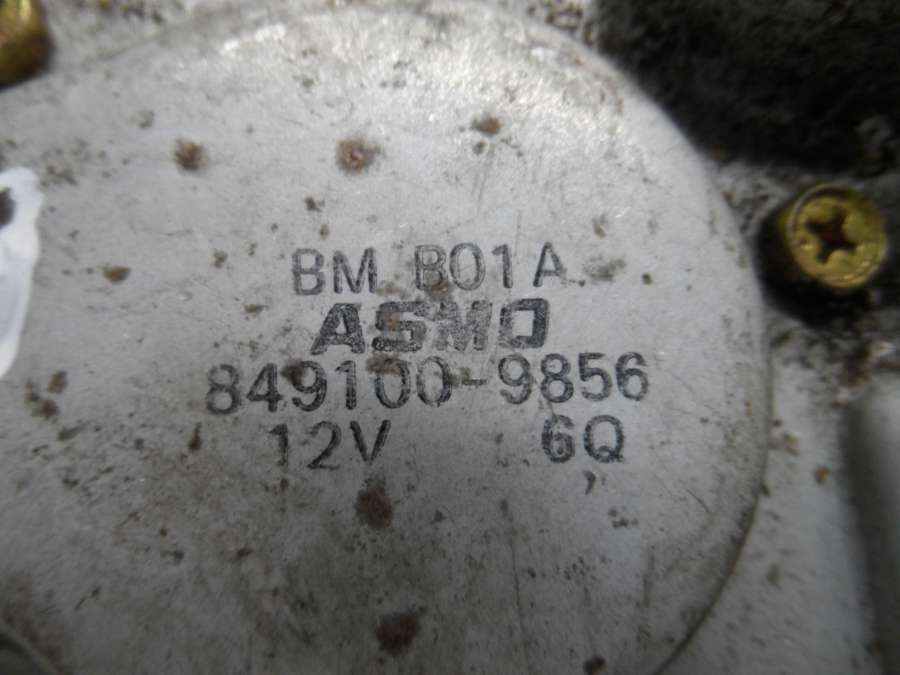 BM B01A
ASMO
849100-9856
12V 6Q